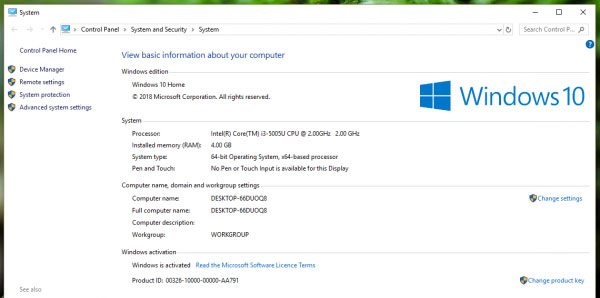 System
Control Panel > System and Security > System
Search Control P...
Control Panel Home
Device Manager
Remote settings
System protection
Advanced system settings
See also
View basic information about your computer
Windows edition
Windows 10 Home
© 2018 Microsoft Corporation. All rights reserved.
Windows 10
System
Processor: Intel(R) Core(TM) i3-5005U CPU @ 2.00GHz 2.00 GHz
Installed memory (RAM): 4.00 GB
System type: 64-bit Operating System, x64-based processor
Pen and Touch: No Pen or Touch Input is available for this Display
Computer name, domain and workgroup settings
Computer name: DESKTOP-66DUOQ8
Change settings
Full computer name: DESKTOP-66DUOQ8
Computer description:
Workgroup: WORKGROUP
Windows activation
Windows is activated Read the Microsoft Software Licence Terms
Product ID: 00326-10000-00000-AA791
Change product key